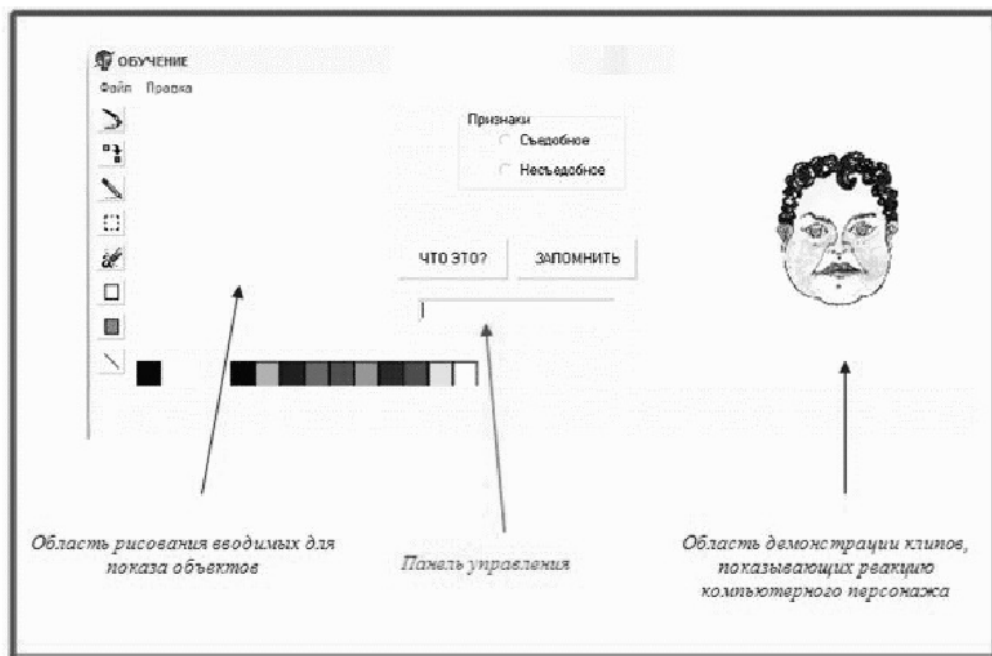 ОБУЧЕНИЕ
Файл Правка
Признаки
Съедобное
Несъедобное
ЧТО ЭТО? ЗАПОМНИТЬ
Область рисования вводимых для
показа объектов
Панель управления
Область демонстрации клипов,
показывающих реакцию
компьютерного персонажа